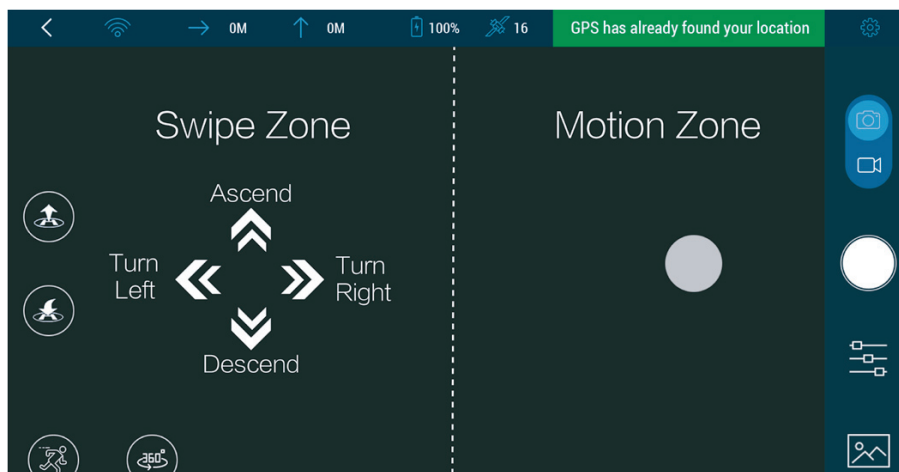 0M 0M 100% 16 GPS has already found your location
Swipe Zone
Motion Zone
Ascend
Turn
Left
Turn
Right
Descend
360°